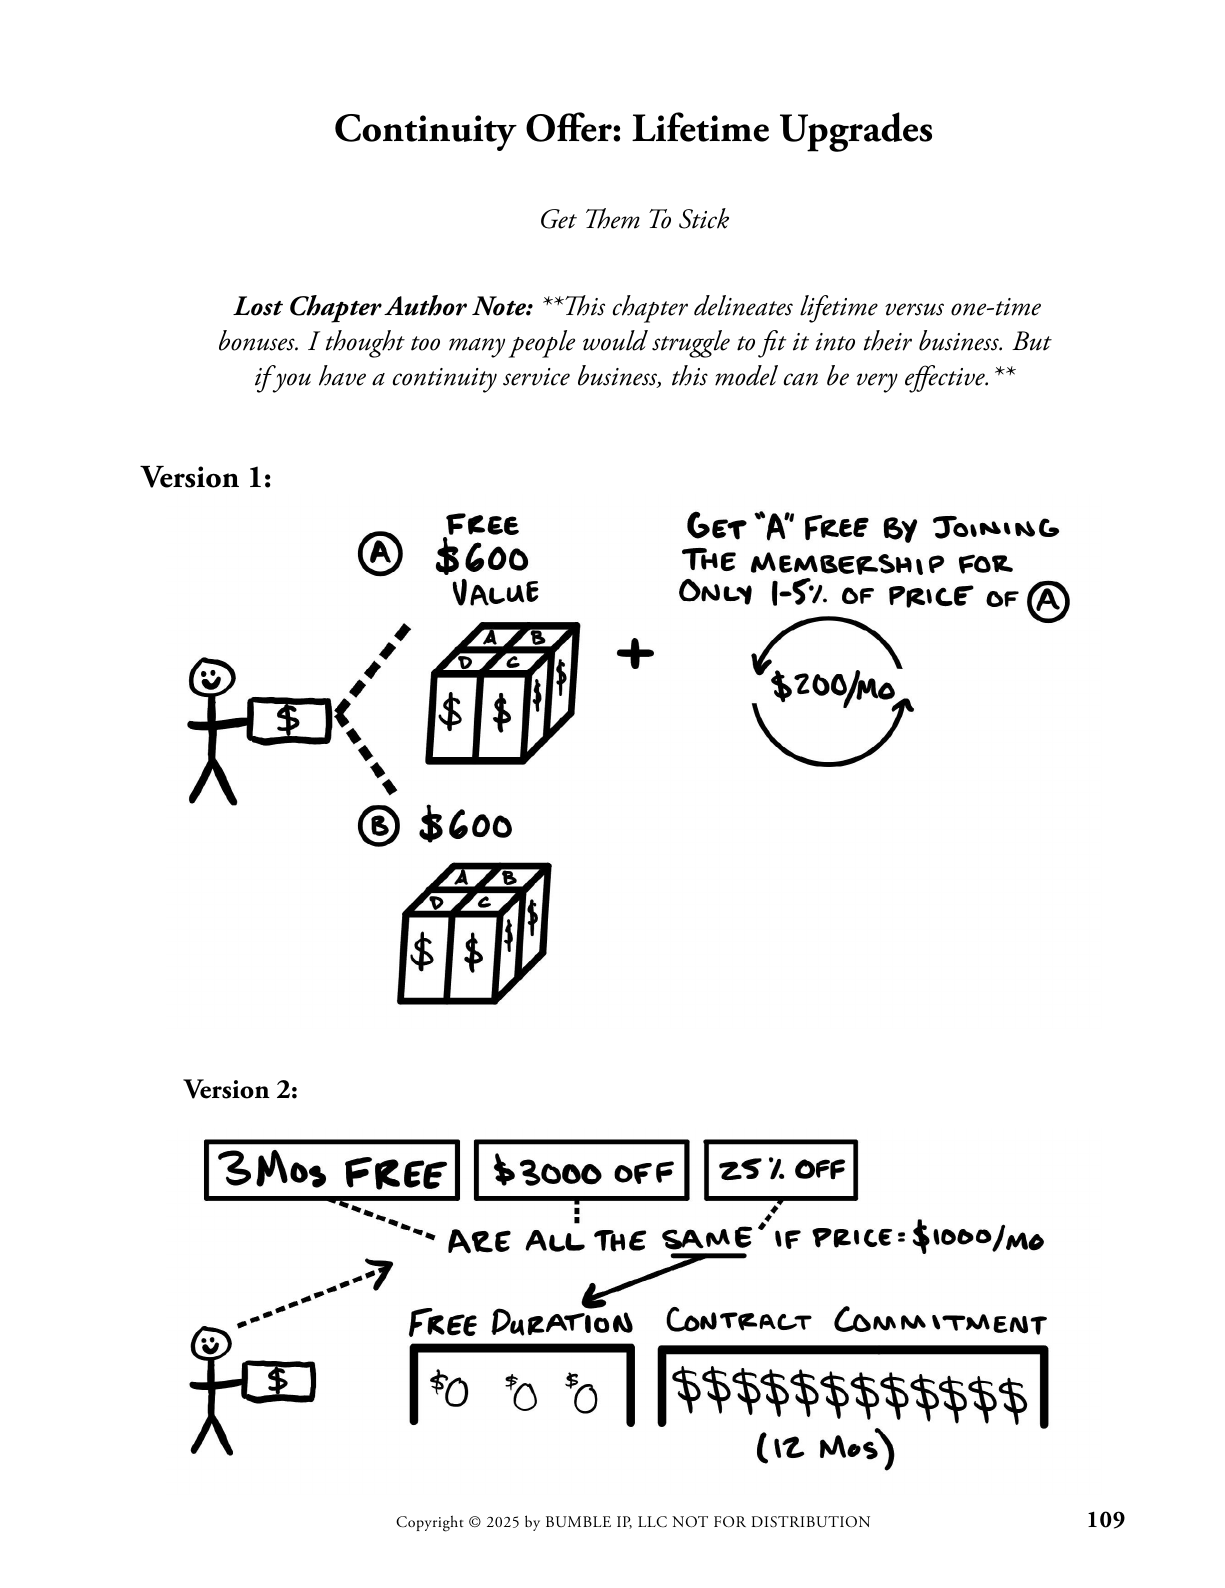 Continuity Offer: Lifetime Upgrades
Get Them To Stick
Lost Chapter Author Note: **This chapter delineates lifetime versus one-time
bonuses. I thought too many people would struggle to fit it into their business. But
if you have a continuity service business, this model can be very effective.**
Version 1:
A
FREE
$600
VALUE
A B
D C
$ $ $ $
+
GET "A" FREE BY JOINING
THE MEMBERSHIP FOR
ONLY 1-5% OF PRICE OF A
$200/MO
$
B $600
A B
D C
$ $ $ $
Version 2:
3 Mos FREE
$3000 OFF
25% OFF
ARE ALL THE SAME IF PRICE=$1000/MO
$
FREE DURATION
$0 $0 $0
CONTRACT COMMITMENT
$$$$$$$$$$$$
(12 Mos)
Copyright © 2025 by BUMBLE IP, LLC NOT FOR DISTRIBUTION
109